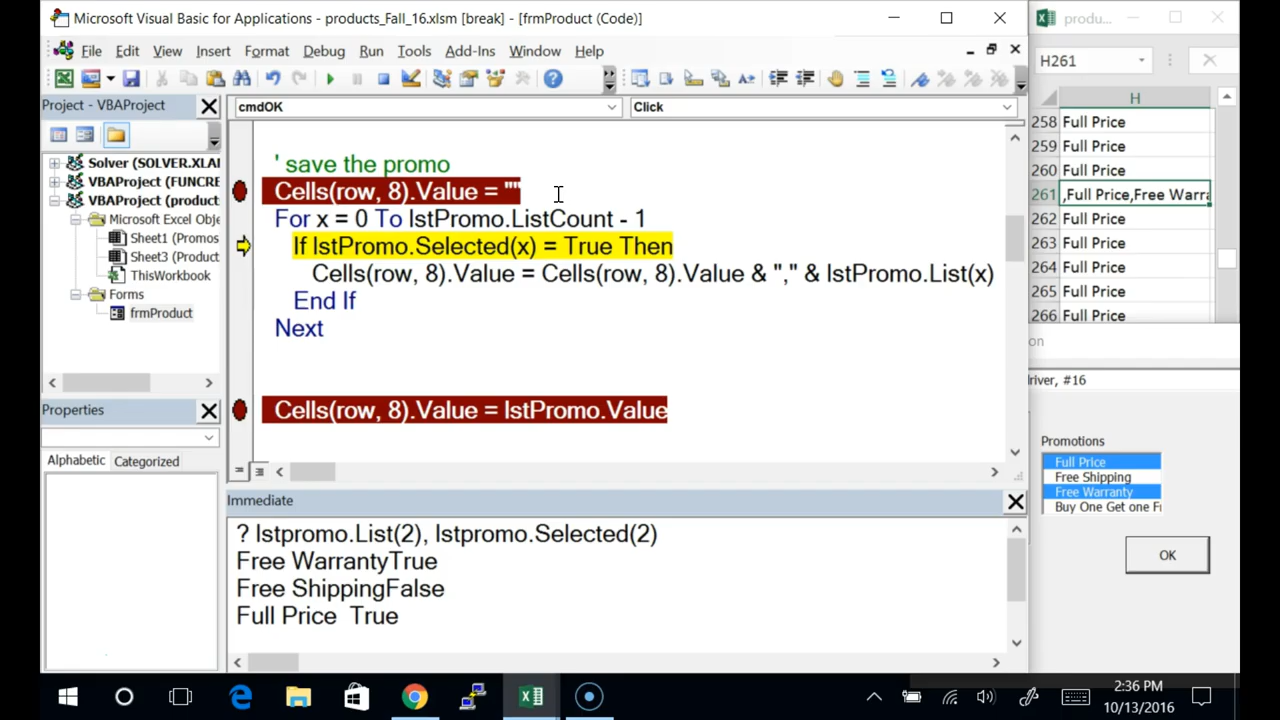 Microsoft Visual Basic for Applications - products_Fall_16.xlsm [break] - [frmProduct (Code)]
produ...
File Edit View Insert Format Debug Run Tools Add-Ins Window Help
H261
Project - VBAProject
cmdOK
Click
H
Solver (SOLVER.XLAI
VBAProject (FUNCRE
VBAProject (product
Microsoft Excel Obje
Sheet1 (Promos
Sheet3 (Product
ThisWorkbook
Forms
frmProduct
' save the promo
Cells(row, 8).Value = ""
For x = 0 To lstPromo.ListCount - 1
If lstPromo.Selected(x) = True Then
Cells(row, 8).Value = Cells(row, 8).Value & "," & lstPromo.List(x)
End If
Next
Cells(row, 8).Value = lstPromo.Value
258 Full Price
259 Full Price
260 Full Price
261 ,Full Price,Free Warra
262 Full Price
263 Full Price
264 Full Price
265 Full Price
266 Full Price
on
river, #16
Promotions
Full Price
Free Shipping
Free Warranty
Buy One Get one Fr
OK
Properties
Alphabetic Categorized
Immediate
? lstpromo.List(2), lstpromo.Selected(2)
Free WarrantyTrue
Free ShippingFalse
Full Price True
2:36 PM
10/13/2016